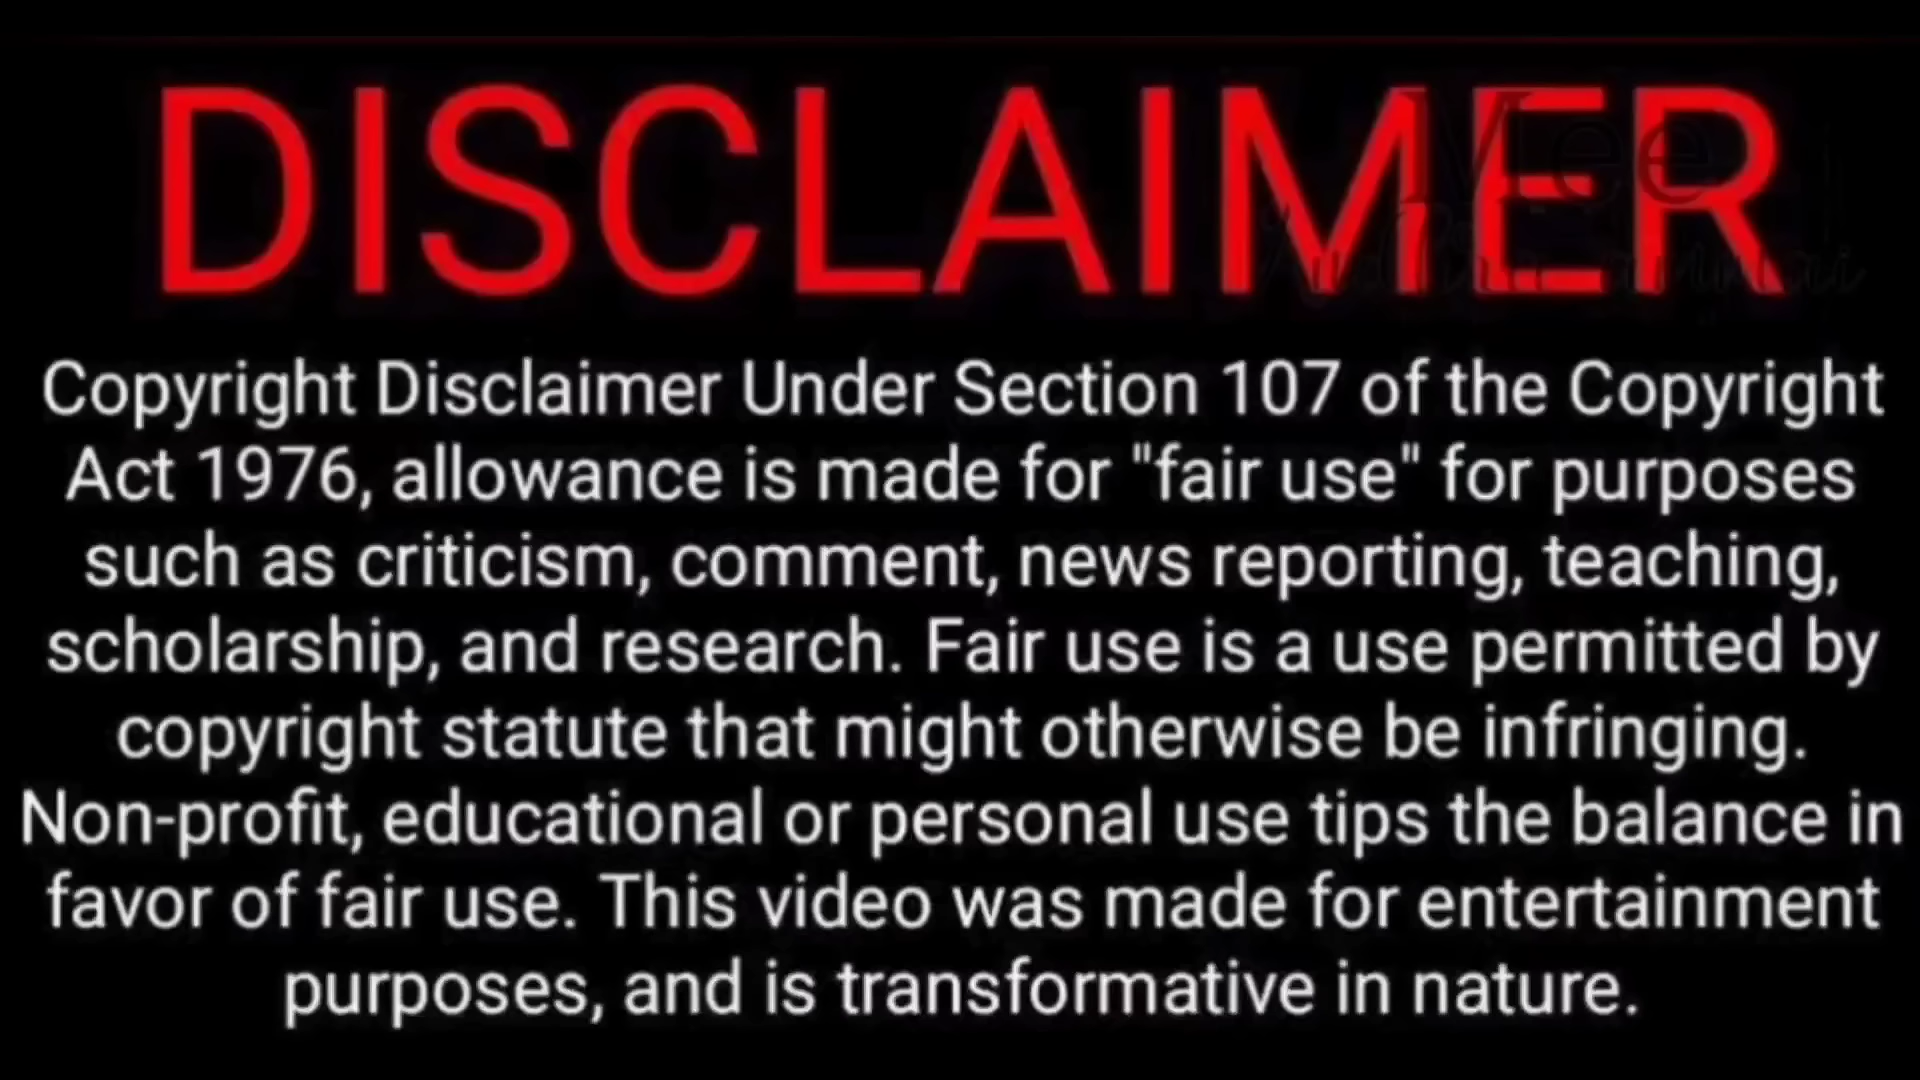 DISCLAIMER
Copyright Disclaimer Under Section 107 of the Copyright
Act 1976, allowance is made for "fair use" for purposes
such as criticism, comment, news reporting, teaching,
scholarship, and research. Fair use is a use permitted by
copyright statute that might otherwise be infringing.
Non-profit, educational or personal use tips the balance in
favor of fair use. This video was made for entertainment
purposes, and is transformative in nature.